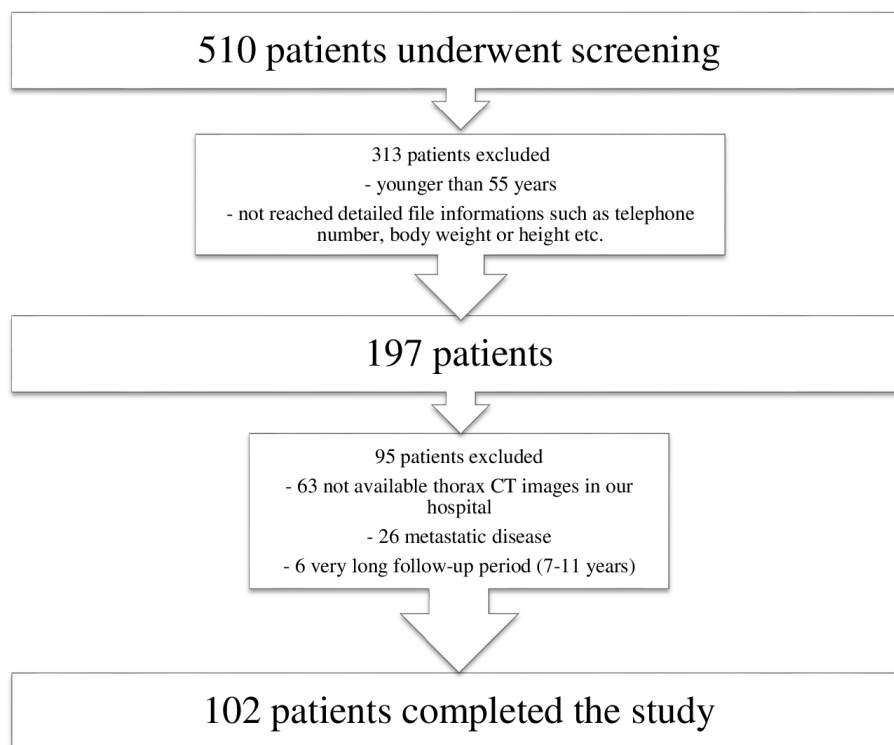 510 patients underwent screening
313 patients excluded
- younger than 55 years
- not reached detailed file informations such as telephone
number, body weight or height etc.
197 patients
95 patients excluded
- 63 not available thorax CT images in our
hospital
- 26 metastatic disease
- 6 very long follow-up period (7-11 years)
102 patients completed the study